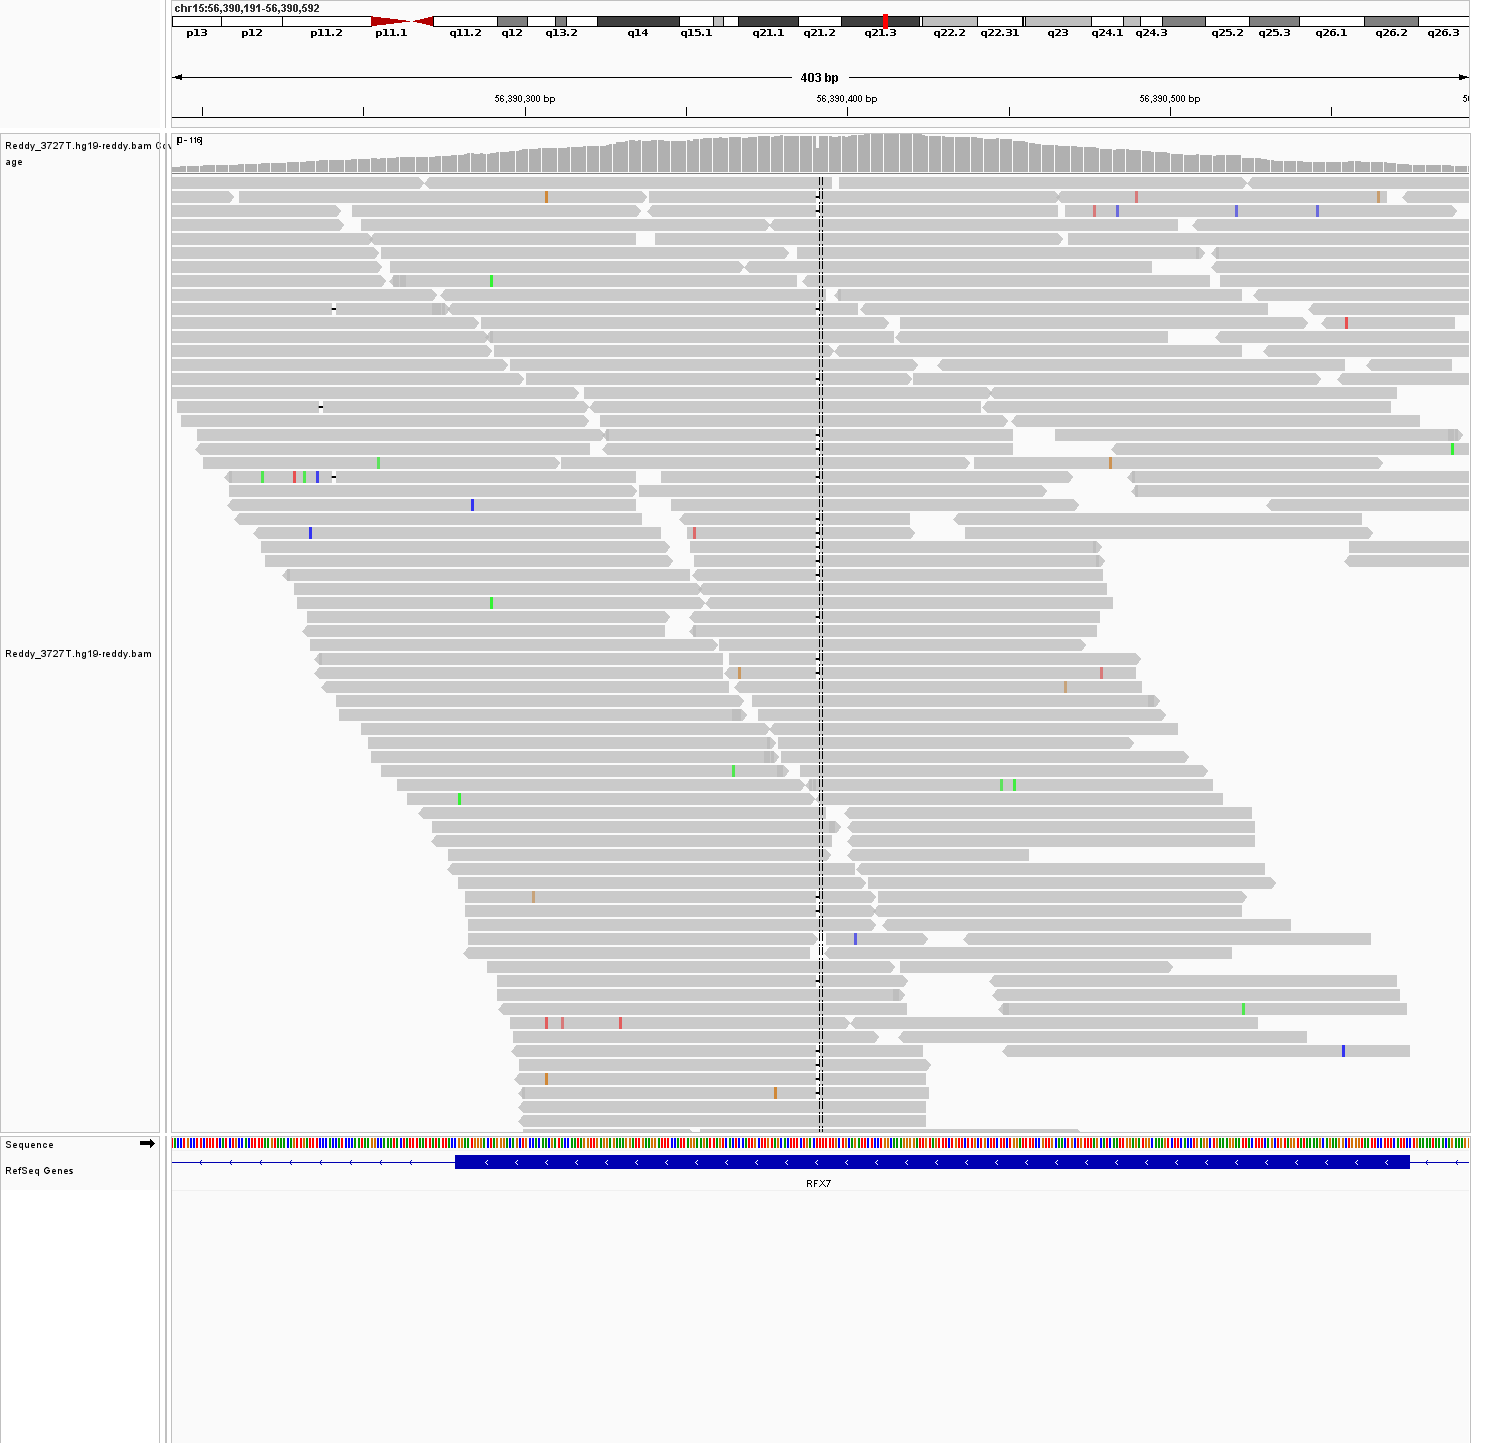 chr15:56,390,191-56,390,592
p13 p12 p11.2 p11.1 q11.2 q12 q13.2 q14 q15.1 q21.1 q21.2 q21.3 q22.2 q22.31 q23 q24.1 q24.3 q25.2 q25.3 q26.1 q26.2 q26.3
403 bp
56,390,300 bp 56,390,400 bp 56,390,500 bp
Reddy_3727T.hg19-reddy.bam Cov
age
[0 - 116]
Reddy_3727T.hg19-reddy.bam
Sequence
RefSeq Genes
RFX7